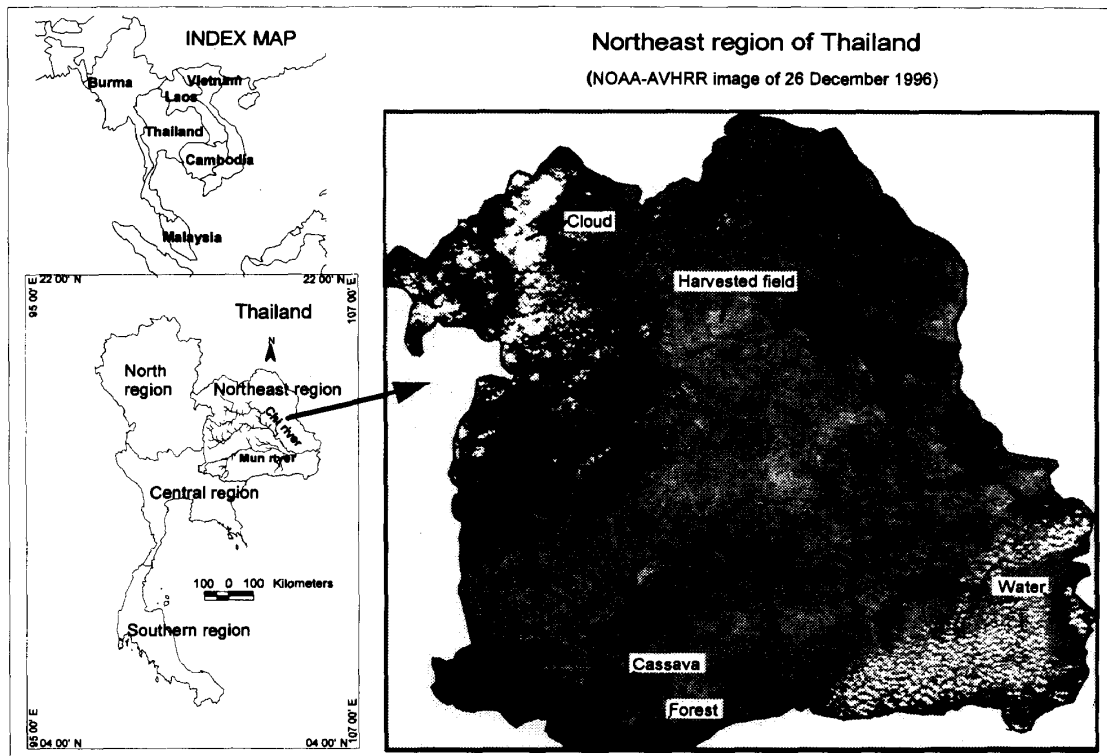 INDEX MAP
Burma
Vietnam
Laos
Thailand
Cambodia
Malaysia
Northeast region of Thailand
(NOAA-AVHRR image of 26 December 1996)
Cloud
Harvested field
Water
Cassava
Forest
95 00' E
22 00' N
22 00' N
107 00' E
Thailand
N
North
region
Northeast region
Chi river
Mun river
Central region
100 0 100 Kilometers
Southern region
95 00' E
04 00' N
04 00' N
107 00' E